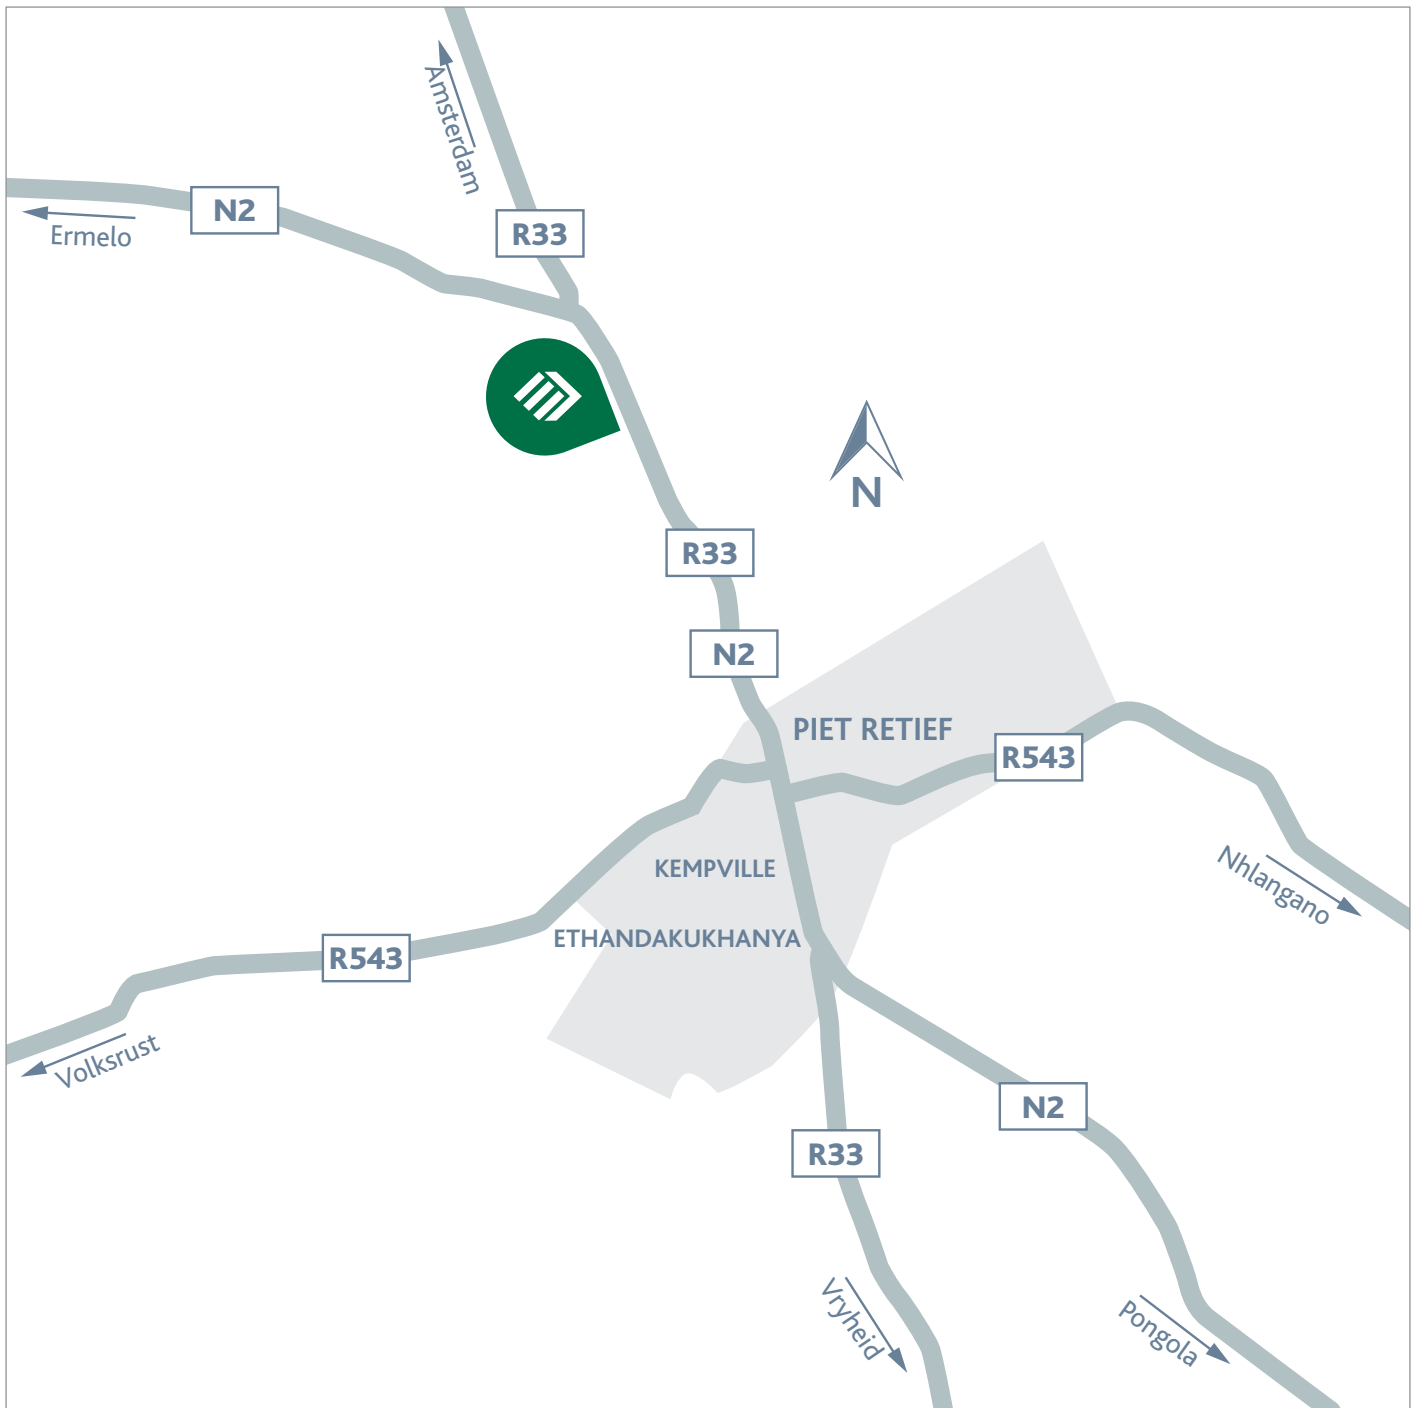 Amsterdam
N2
R33
Ermelo
N
R33
N2
PIET RETIEF
R543
KEMPVILLE
Nhlangano
ETHANDAKUKHANYA
R543
Volksrust
N2
R33
Vryheid
Pongola